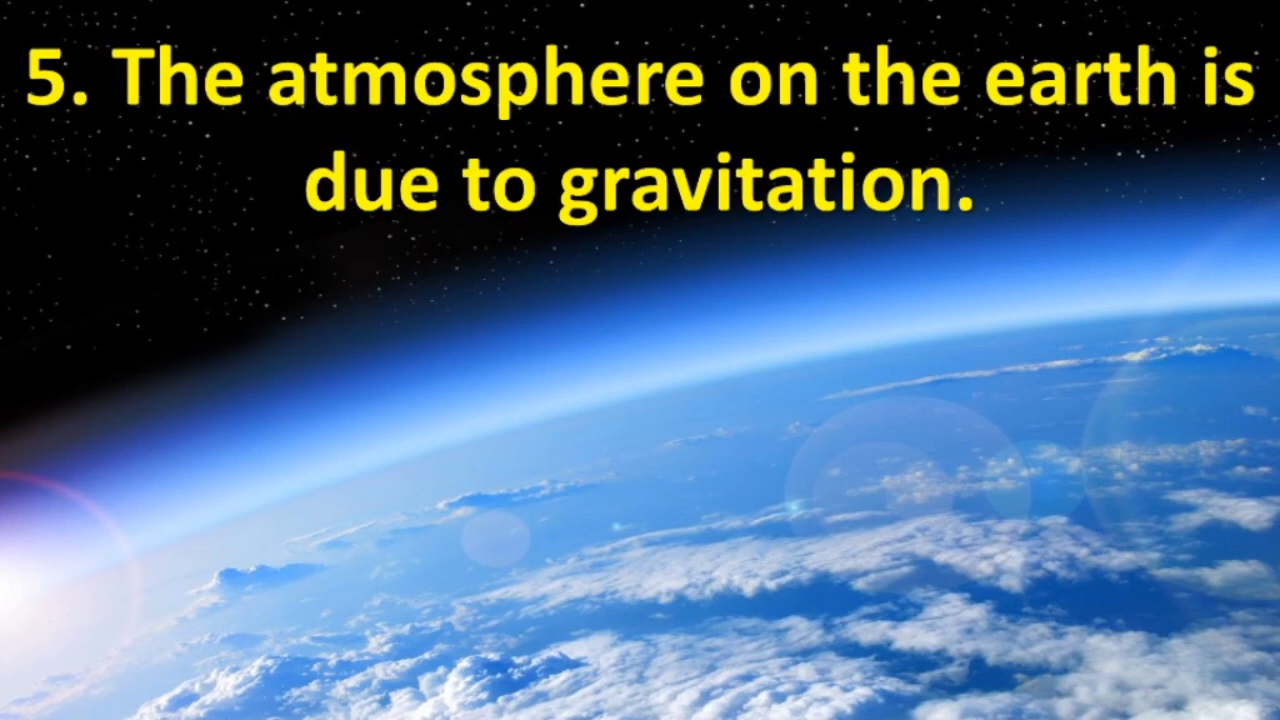 5. The atmosphere on the earth is
due to gravitation.